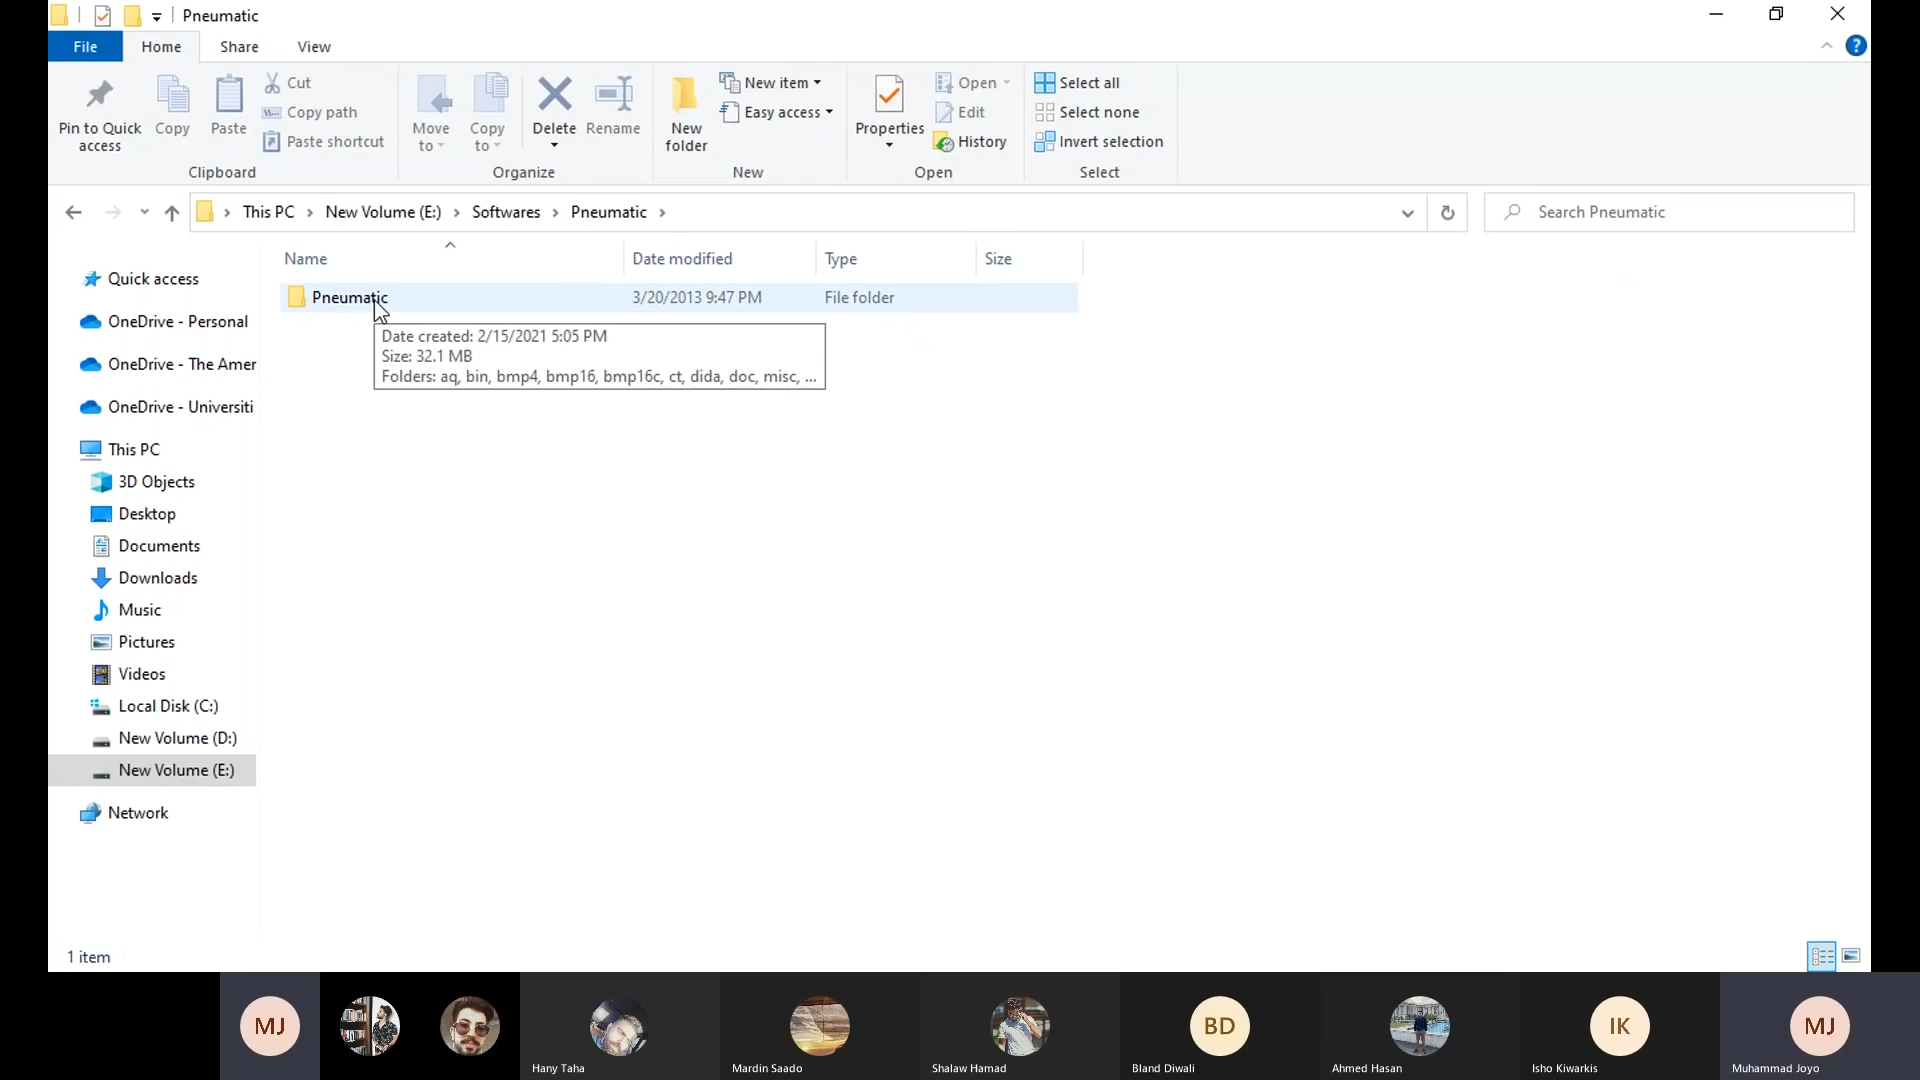 Pneumatic
File Home Share View
Pin to Quick access
Copy
Paste
Cut
Copy path
Paste shortcut
Clipboard
Move to
Copy to
Delete
Rename
Organize
New folder
New item
Easy access
New
Properties
Open
Edit
History
Open
Select all
Select none
Invert selection
Select
This PC › New Volume (E:) › Softwares › Pneumatic ›
Search Pneumatic
Name Date modified Type Size
Pneumatic 3/20/2013 9:47 PM File folder
Date created: 2/15/2021 5:05 PM
Size: 32.1 MB
Folders: aq, bin, bmp4, bmp16, bmp16c, ct, dida, doc, misc, ...
Quick access
OneDrive - Personal
OneDrive - The Amer
OneDrive - Universiti
This PC
3D Objects
Desktop
Documents
Downloads
Music
Pictures
Videos
Local Disk (C:)
New Volume (D:)
New Volume (E:)
Network
1 item
MJ
BD
IK
MJ
Hany Taha
Mardin Saado
Shalaw Hamad
Bland Diwali
Ahmed Hasan
Isho Kiwarkis
Muhammad Joyo